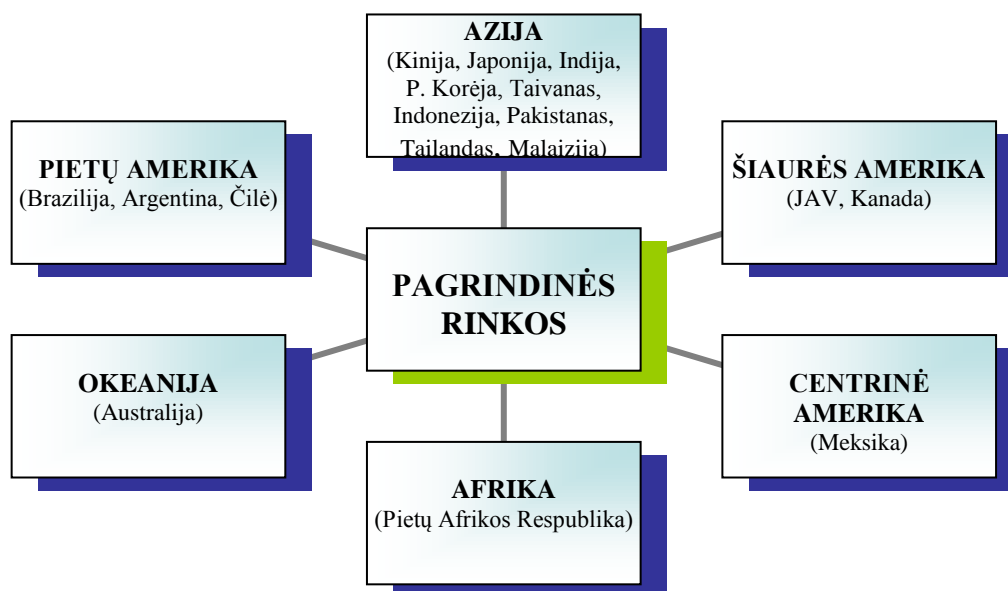 AZIJA
(Kinija, Japonija, Indija,
P. Korėja, Taivanas,
Indonezija, Pakistanas,
Tailandas, Malaizija)
PIETŲ AMERIKA
(Brazilija, Argentina, Čilė)
ŠIAURĖS AMERIKA
(JAV, Kanada)
PAGRINDINĖS
RINKOS
OKEANIJA
(Australija)
CENTRINĖ
AMERIKA
(Meksika)
AFRIKA
(Pietų Afrikos Respublika)